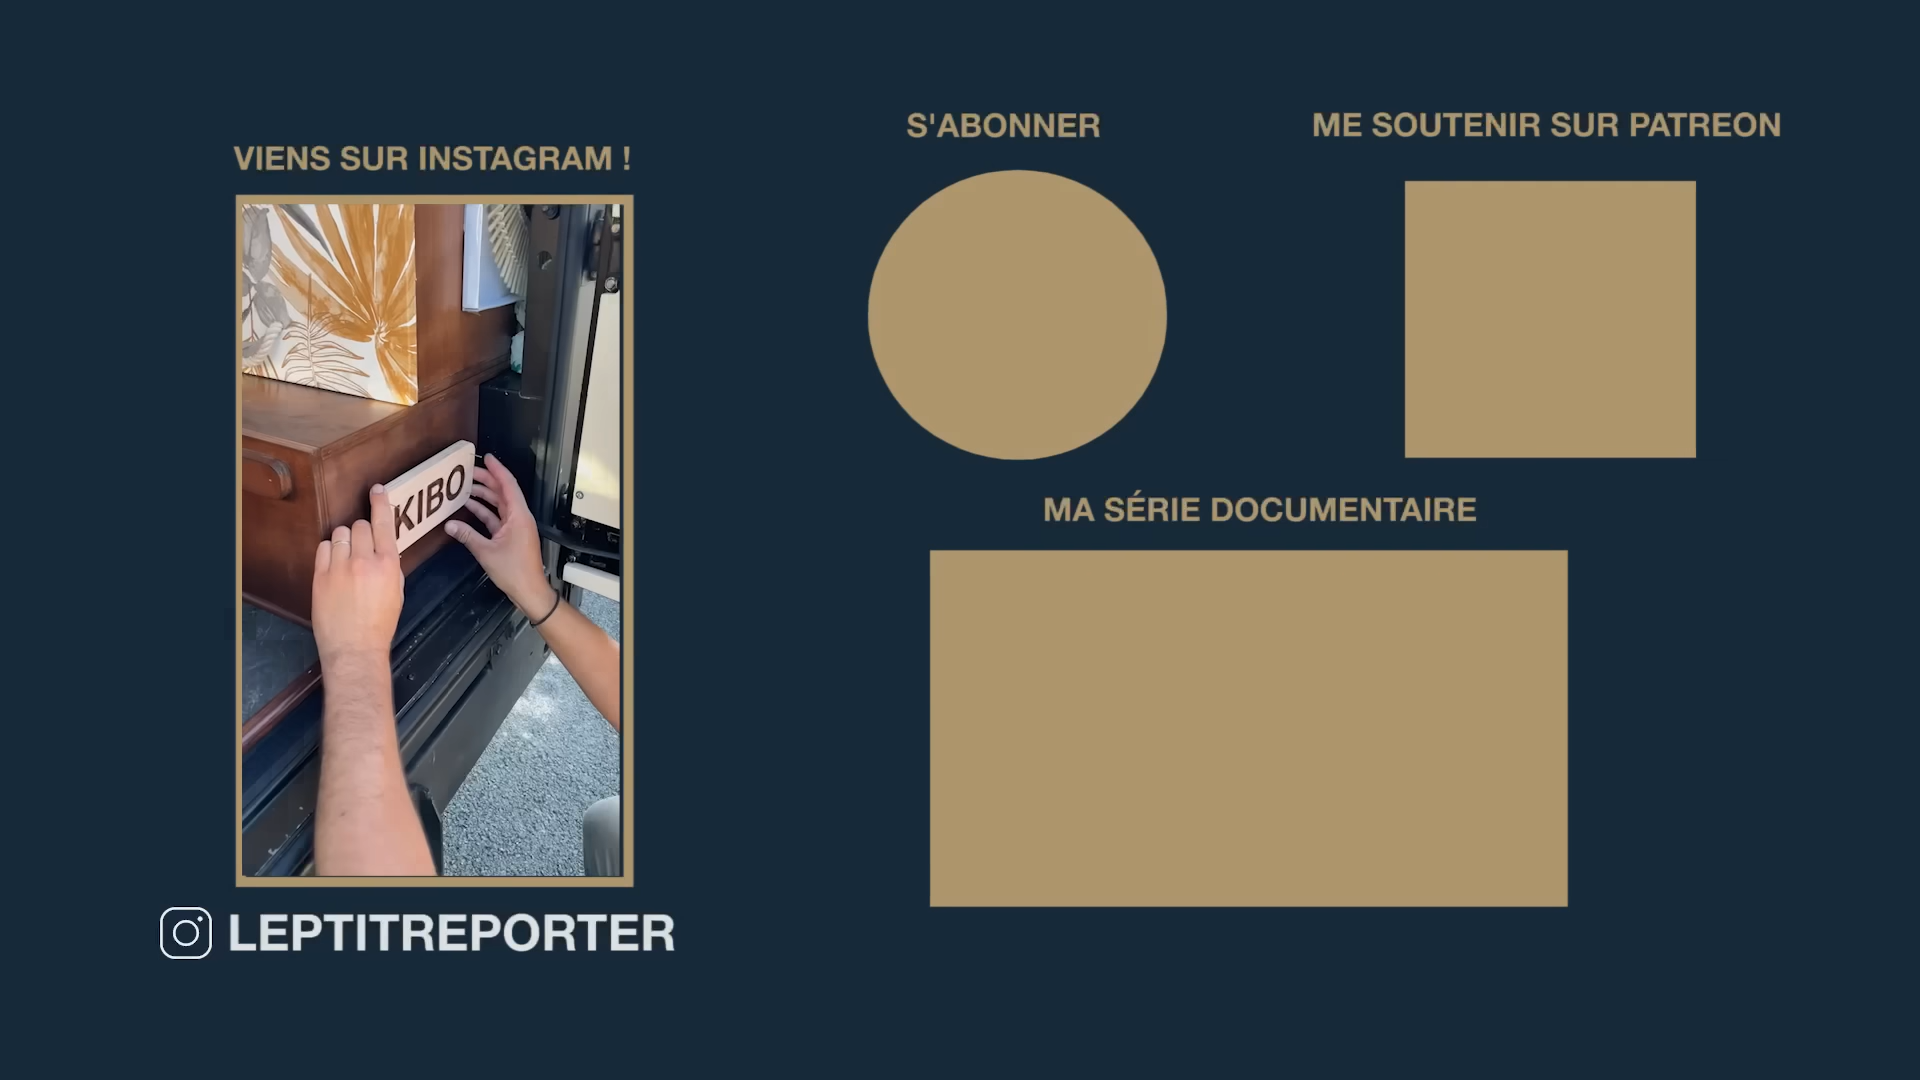 VIENS SUR INSTAGRAM !
KIBO
LEPTITREPORTER
S'ABONNER
ME SOUTENIR SUR PATREON
MA SÉRIE DOCUMENTAIRE